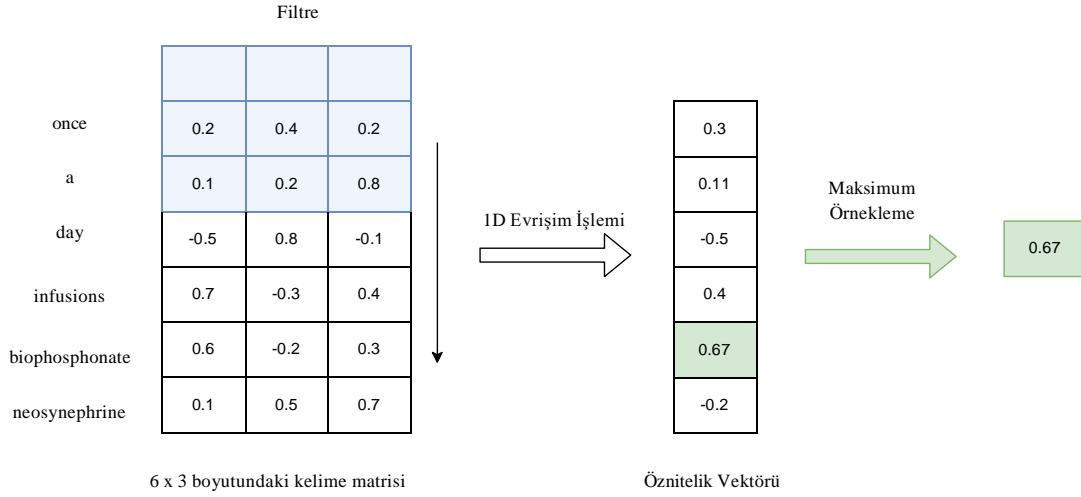 Filtre
once 0.2 0.4 0.2
a 0.1 0.2 0.8
day -0.5 0.8 -0.1
infusions 0.7 -0.3 0.4
biophosphonate 0.6 -0.2 0.3
neosynephrine 0.1 0.5 0.7
6 x 3 boyutundaki kelime matrisi
1D Evrişim İşlemi
0.3
0.11
-0.5
0.4
0.67
-0.2
Öznitelik Vektörü
Maksimum
Örnekleme
0.67